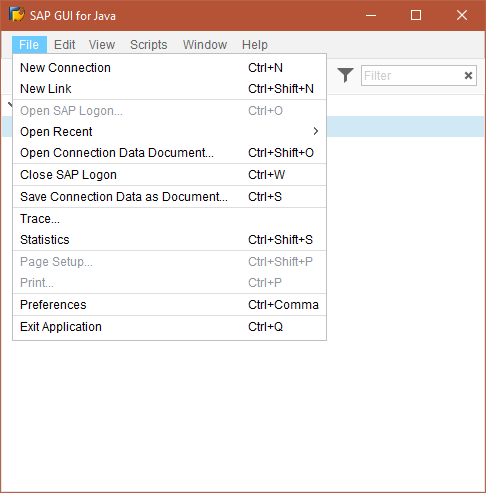 SAP GUI for Java
File Edit View Scripts Window Help
New Connection Ctrl+N
New Link Ctrl+Shift+N
Open SAP Logon... Ctrl+O
Open Recent
Open Connection Data Document... Ctrl+Shift+O
Close SAP Logon Ctrl+W
Save Connection Data as Document... Ctrl+S
Trace...
Statistics Ctrl+Shift+S
Page Setup... Ctrl+Shift+P
Print... Ctrl+P
Preferences Ctrl+Comma
Exit Application Ctrl+Q
Filter